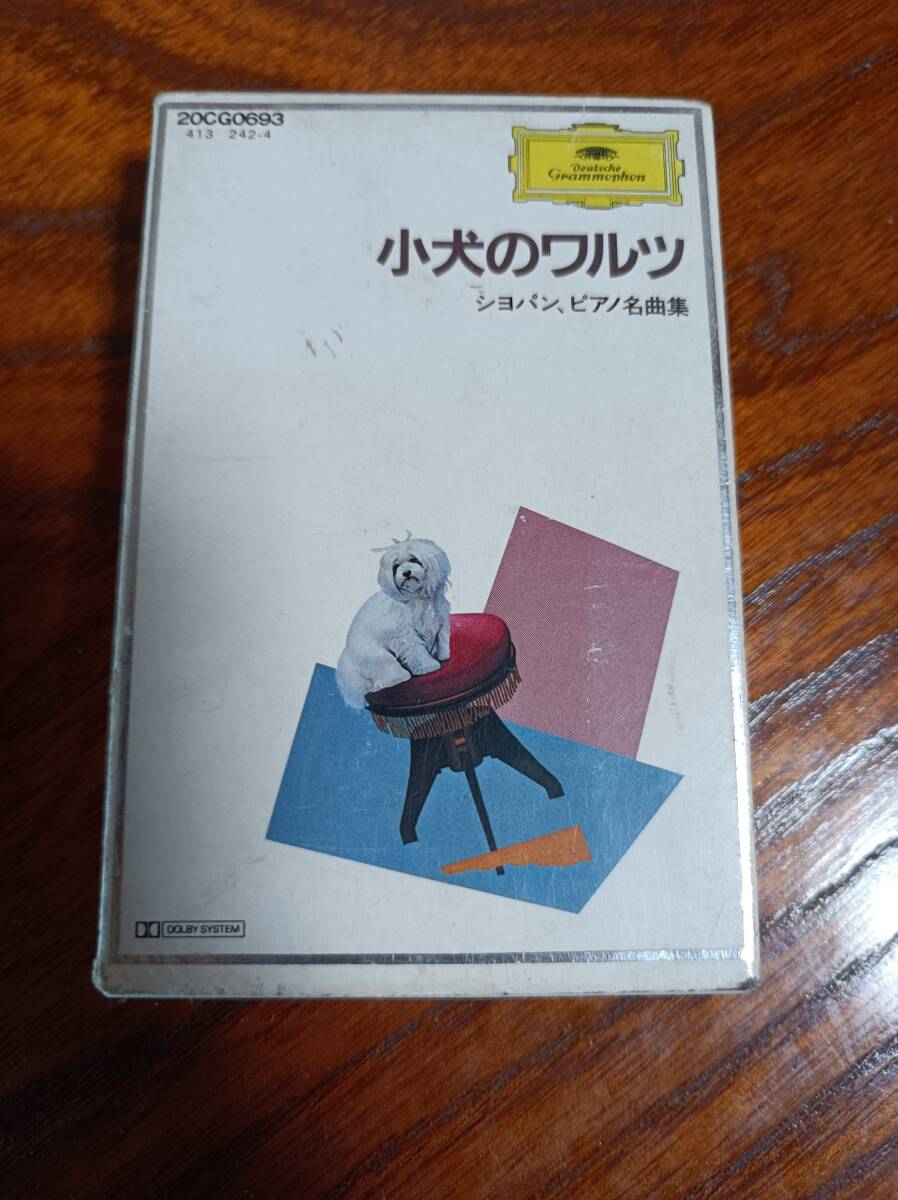 20CG0693
413 242-4
Deutsche
Grammophon
小犬のワルツ
シヨパン、ピアノ名曲集
DOLBY SYSTEM